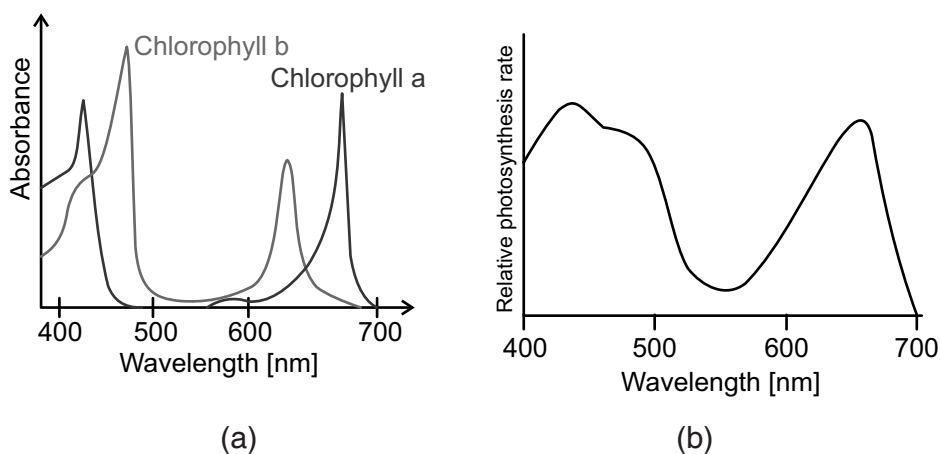 Absorbance
Chlorophyll b
Chlorophyll a
400 500 600 700
Wavelength [nm]
(a)
Relative photosynthesis rate
400 500 600 700
Wavelength [nm]
(b)